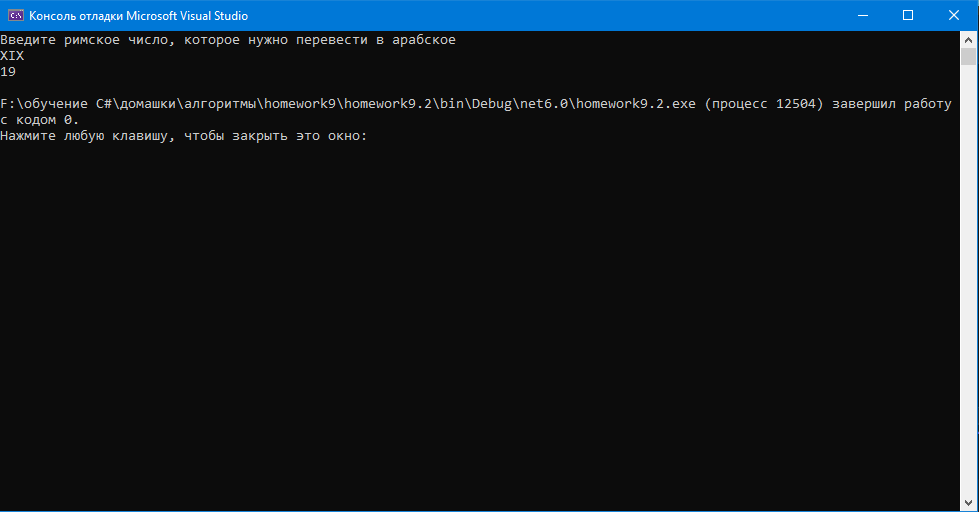 Консоль отладки Microsoft Visual Studio
Введите римское число, которое нужно перевести в арабское
XIX
19
F:\обучение C#\домашки\алгоритмы\homework9\homework9.2\bin\Debug\net6.0\homework9.2.exe (процесс 12504) завершил работу
с кодом 0.
Нажмите любую клавишу, чтобы закрыть это окно: